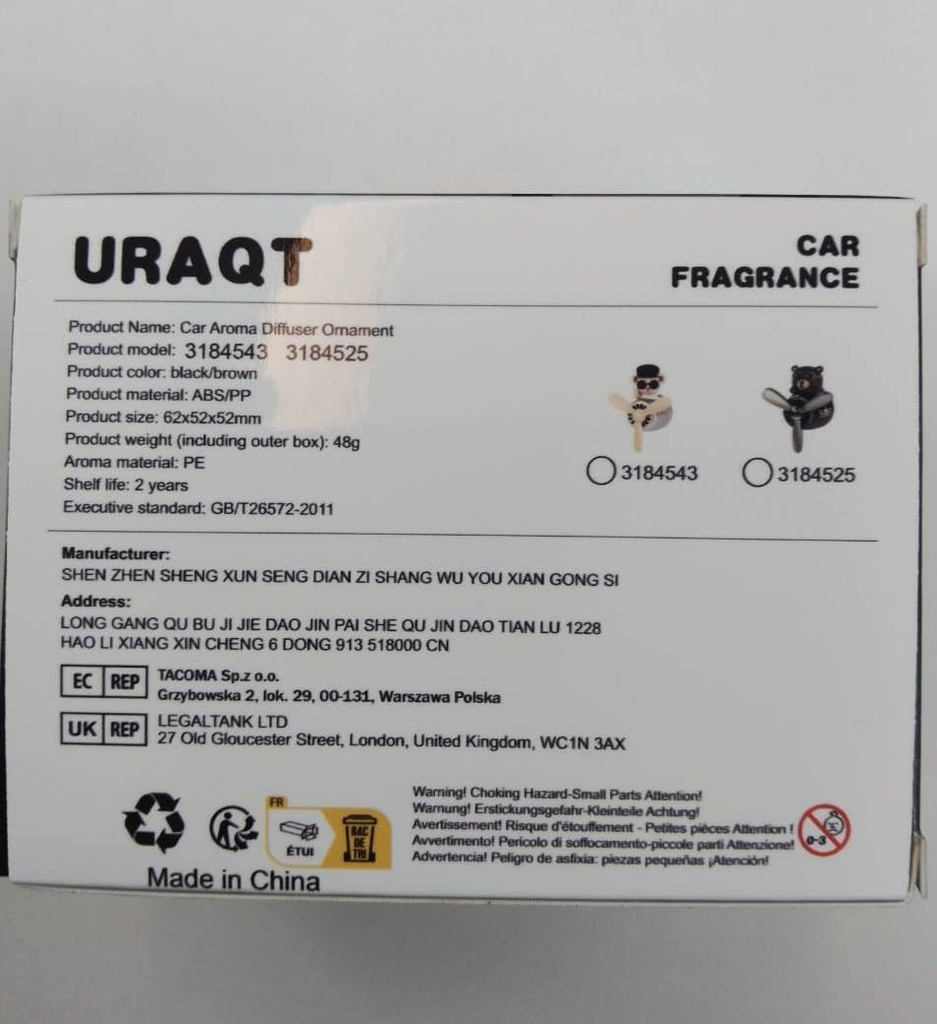 URAQT
CAR
FRAGRANCE
Product Name: Car Aroma Diffuser Ornament
Product model: 3184543 3184525
Product color: black/brown
Product material: ABS/PP
Product size: 62x52x52mm
Product weight (including outer box): 48g
Aroma material: PE
Shelf life: 2 years
Executive standard: GB/T26572-2011
3184543
3184525
Manufacturer:
SHEN ZHEN SHENG XUN SENG DIAN ZI SHANG WU YOU XIAN GONG SI
Address:
LONG GANG QU BU JI JIE DAO JIN PAI SHE QU JIN DAO TIAN LU 1228
HAO LI XIANG XIN CHENG 6 DONG 913 518000 CN
EC REP
TACOMA Sp.z o.o.
Grzybowska 2, lok. 29, 00-131, Warszawa Polska
UK REP
LEGALTANK LTD
27 Old Gloucester Street, London, United Kingdom, WC1N 3AX
FR
ÉTUI
BAC
DE
TRI
Made in China
Warning! Choking Hazard-Small Parts Attention!
Warnung! Erstickungsgefahr-Kleinteile Achtung!
Avertissement! Risque d'étouffement - Petites pièces Attention !
Avvertimento! Pericolo di soffocamento-piccole parti Attenzione!
Advertencia! Peligro de asfixia: piezas pequeñas ¡Atención!
0-3